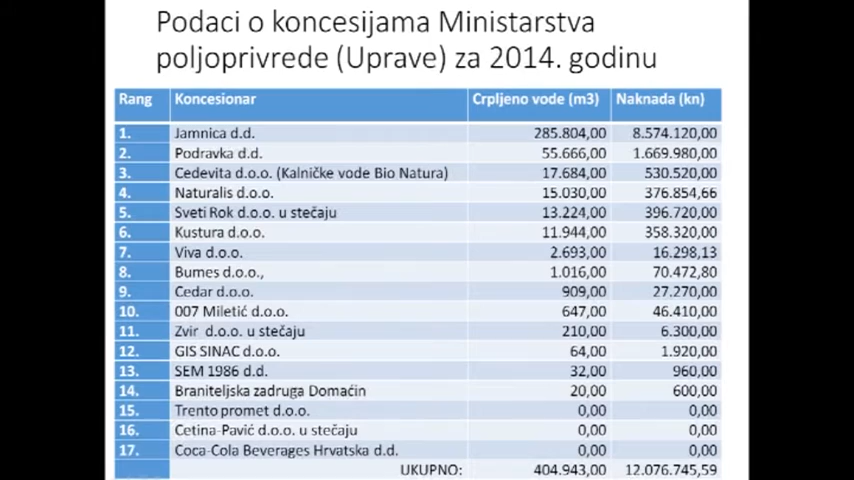 Podaci o koncesijama Ministarstva
poljoprivrede (Uprave) za 2014. godinu
Rang Koncesionar Crpljeno vode (m3) Naknada (kn)
1. Jamnica d.d. 285.804,00 8.574.120,00
2. Podravka d.d. 55.666,00 1.669.980,00
3. Cedevita d.o.o. (Kalničke vode Bio Natura) 17.684,00 530.520,00
4. Naturalis d.o.o. 15.030,00 376.854,66
5. Sveti Rok d.o.o. u stečaju 13.224,00 396.720,00
6. Kustura d.o.o. 11.944,00 358.320,00
7. Viva d.o.o. 2.693,00 16.298,13
8. Bumes d.o.o., 1.016,00 70.472,80
9. Cedar d.o.o. 909,00 27.270,00
10. 007 Miletić d.o.o. 647,00 46.410,00
11. Zvir d.o.o. u stečaju 210,00 6.300,00
12. GIS SINAC d.o.o. 64,00 1.920,00
13. SEM 1986 d.d. 32,00 960,00
14. Braniteljska zadruga Domaćin 20,00 600,00
15. Trento promet d.o.o. 0,00 0,00
16. Cetina-Pavić d.o.o. u stečaju 0,00 0,00
17. Coca-Cola Beverages Hrvatska d.d. 0,00 0,00
UKUPNO: 404.943,00 12.076.745,59